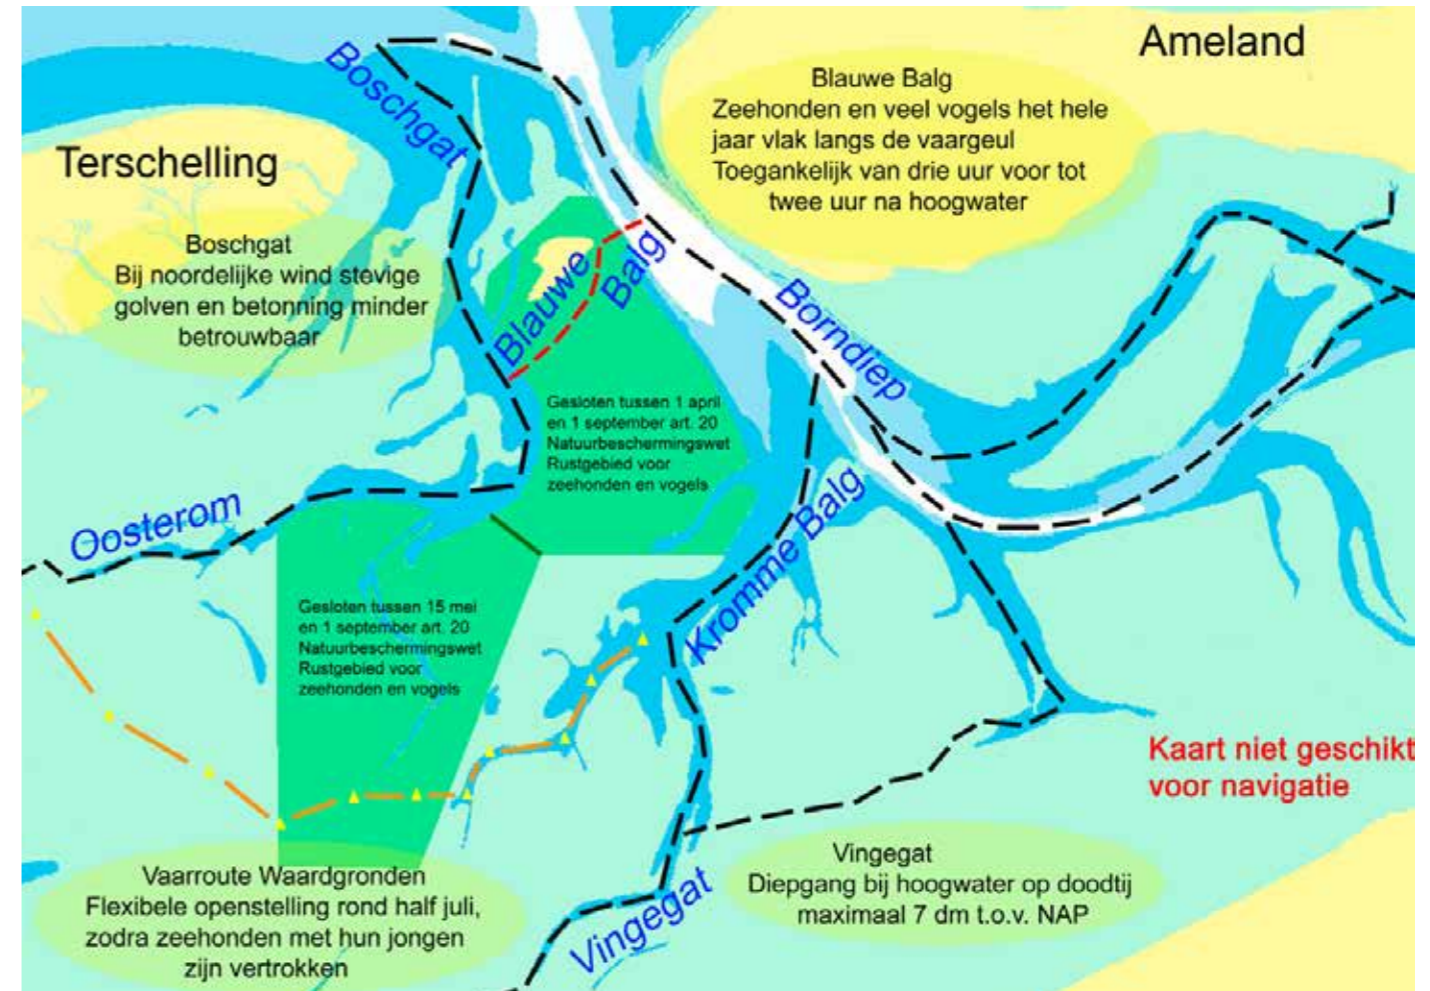 Ameland
Blauwe Balg
Zeehonden en veel vogels het hele
jaar vlak langs de vaargeul
Toegankelijk van drie uur voor tot
twee uur na hoogwater
Boschgat
Terschelling
Boschgat
Bij noordelijke wind stevige
golven en betonning minder
betrouwbaar
Blauwe
Balg
Borndiep
Gesloten tussen 1 april
en 1 september art. 20
Natuurbeschermingswet
Rustgebied voor
zeehonden en vogels
Oosterom
Kromme Balg
Gesloten tussen 15 mei
en 1 september art. 20
Natuurbeschermingswet
Rustgebied voor
zeehonden en vogels
Kaart niet geschikt
voor navigatie
Vaarroute Waardgronden
Flexibele openstelling rond half juli,
zodra zeehonden met hun jongen
zijn vertrokken
Vingegat
Vingegat
Diepgang bij hoogwater op doodtij
maximaal 7 dm t.o.v. NAP